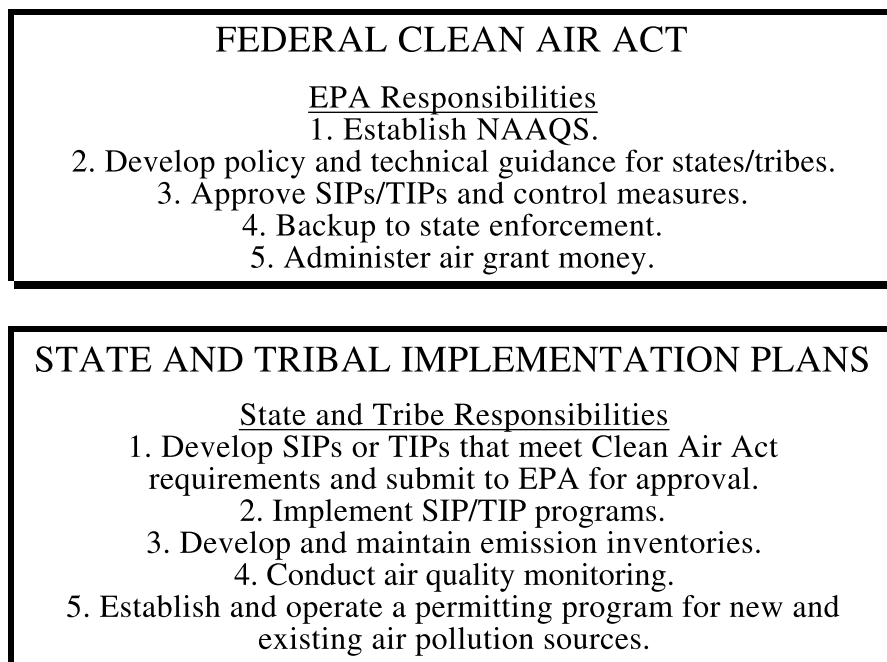 FEDERAL CLEAN AIR ACT
EPA Responsibilities
1. Establish NAAQS.
2. Develop policy and technical guidance for states/tribes.
3. Approve SIPs/TIPs and control measures.
4. Backup to state enforcement.
5. Administer air grant money.
STATE AND TRIBAL IMPLEMENTATION PLANS
State and Tribe Responsibilities
1. Develop SIPs or TIPs that meet Clean Air Act
requirements and submit to EPA for approval.
2. Implement SIP/TIP programs.
3. Develop and maintain emission inventories.
4. Conduct air quality monitoring.
5. Establish and operate a permitting program for new and
existing air pollution sources.